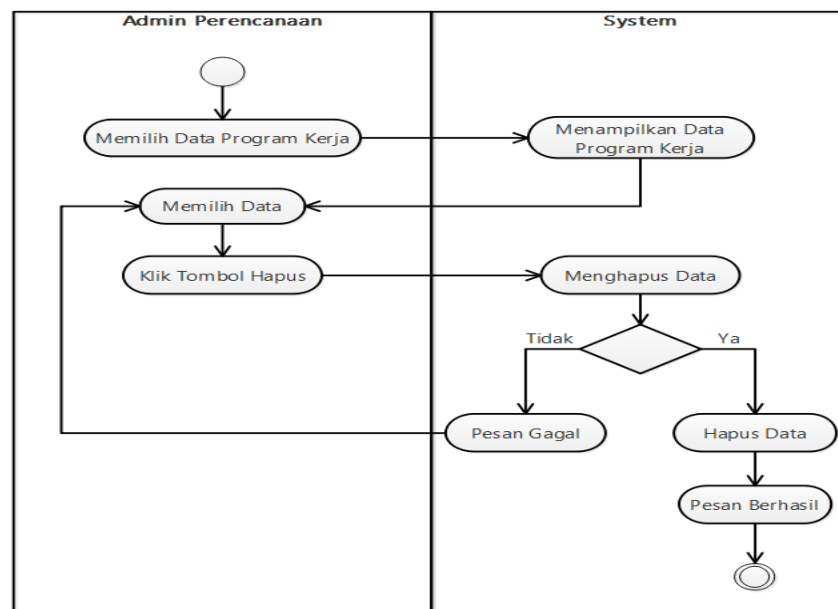 Admin Perencanaan
System
Memilih Data Program Kerja
Menampilkan Data
Program Kerja
Memilih Data
Klik Tombol Hapus
Menghapus Data
Tidak
Ya
Pesan Gagal
Hapus Data
Pesan Berhasil